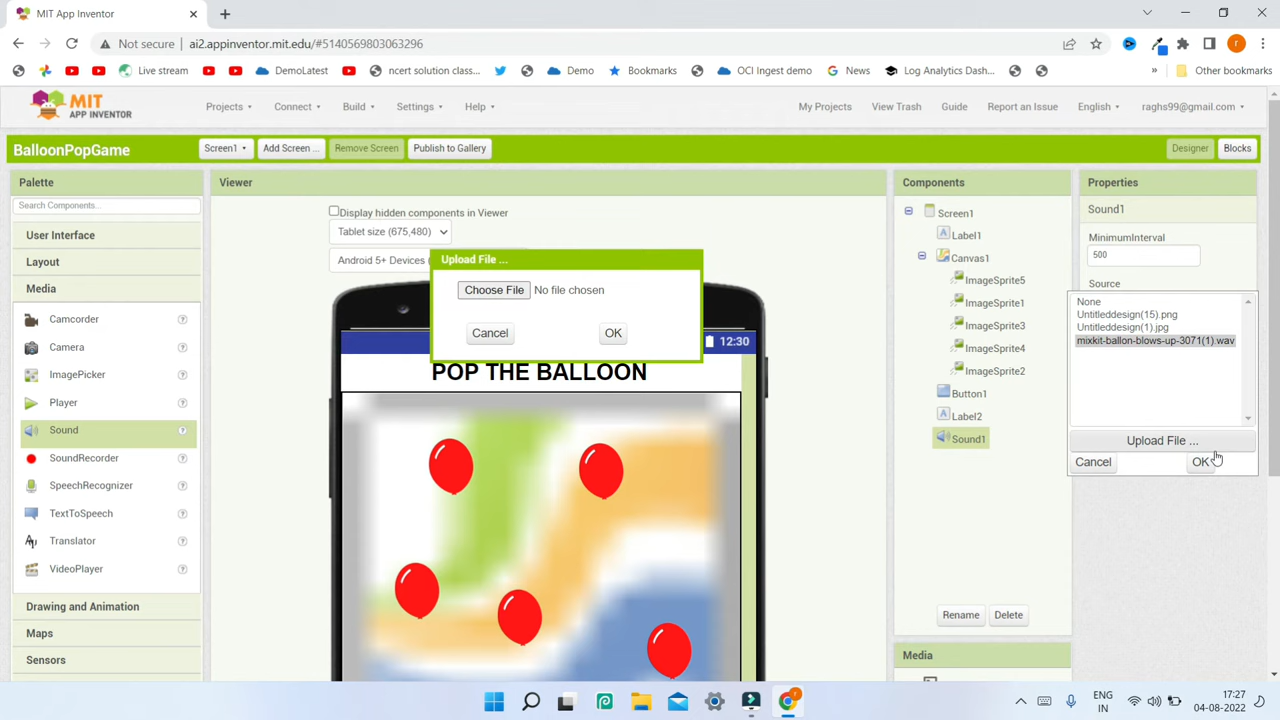 MIT App Inventor
Not secure ai2.appinventor.mit.edu/#5140569803063296
r
Live stream DemoLatest ncert solution class... Demo Bookmarks OCI Ingest demo News Log Analytics Dash... » Other bookmarks
MIT
APP INVENTOR
Projects Connect Build Settings Help My Projects View Trash Guide Report an Issue English raghs99@gmail.com
BalloonPopGame Screen1 Add Screen ... Remove Screen Publish to Gallery Designer Blocks
Palette Viewer Components Properties
Search Components...
User Interface
Layout
Media
Camcorder
Camera
ImagePicker
Player
Sound
SoundRecorder
SpeechRecognizer
TextToSpeech
Translator
VideoPlayer
Drawing and Animation
Maps
Sensors
Display hidden components in Viewer
Tablet size (675,480)
Android 5+ Devices (
Upload File ...
Choose File No file chosen
Cancel OK
12:30
POP THE BALLOON
Screen1
Label1
Canvas1
ImageSprite5
ImageSprite1
ImageSprite3
ImageSprite4
ImageSprite2
Button1
Label2
Sound1
Rename Delete
Media
Sound1
MinimumInterval
500
Source
None
Untitleddesign(15).png
Untitleddesign(1).jpg
mixkit-ballon-blows-up-3071(1).wav
Upload File ...
Cancel OK
ENG
IN
17:27
04-08-2022